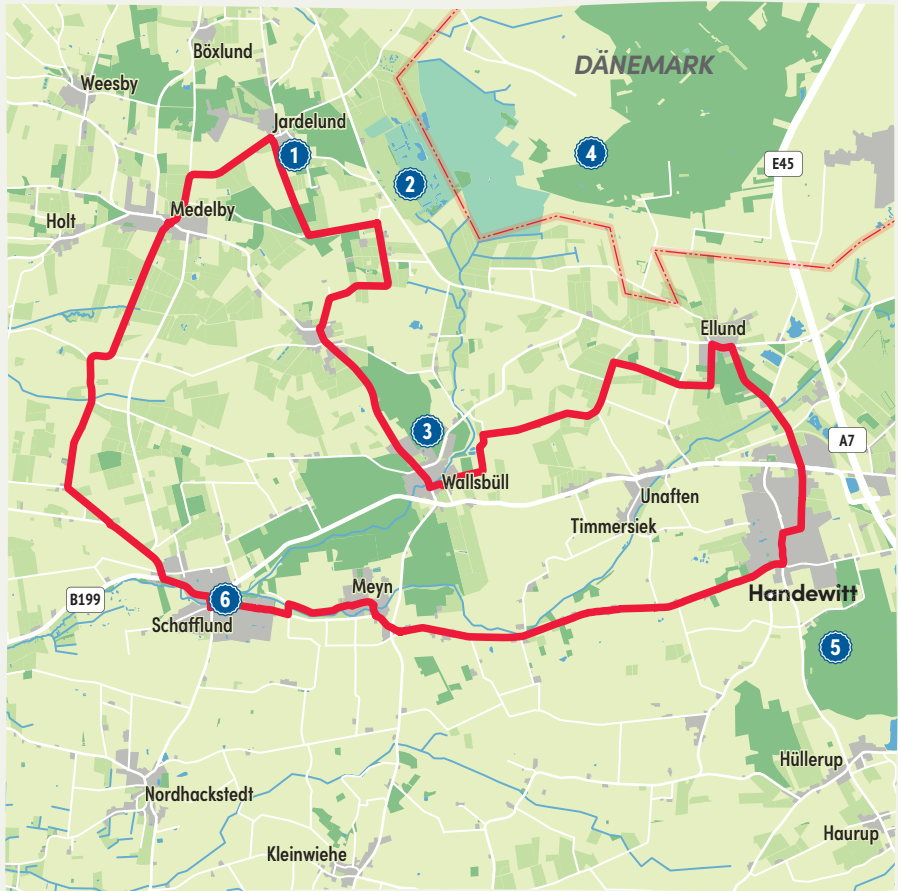 Böxlund
DÄNEMARK
Weesby
Jardelund
1
4
E45
2
Medelby
Holt
Ellund
3
A7
Wallsbüll
Unaften
Timmersiek
Meyn
B199
6
Handewitt
Schafflund
5
Hüllerup
Nordhackstedt
Haurup
Kleinwiehe